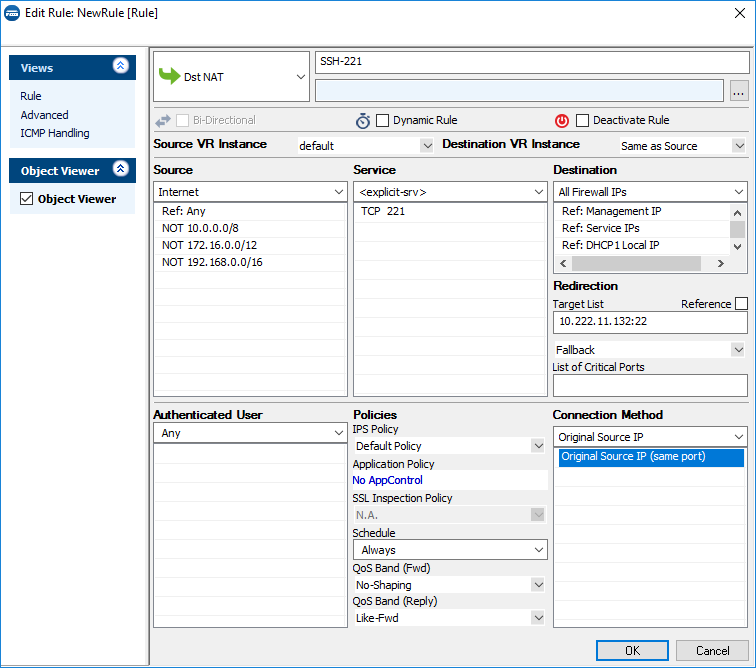 Edit Rule: NewRule [Rule]
Views
Rule
Advanced
ICMP Handling
Object Viewer
Object Viewer
Dst NAT
SSH-221
...
Bi-Directional
Dynamic Rule
Deactivate Rule
Source VR Instance
default
Destination VR Instance
Same as Source
Source
Internet
Ref: Any
NOT 10.0.0.0/8
NOT 172.16.0.0/12
NOT 192.168.0.0/16
Service
<explicit-srv>
TCP 221
Destination
All Firewall IPs
Ref: Management IP
Ref: Service IPs
Ref: DHCP1 Local IP
Redirection
Target List
Reference
10.222.11.132:22
Fallback
List of Critical Ports
Authenticated User
Any
Policies
IPS Policy
Default Policy
Application Policy
No AppControl
SSL Inspection Policy
N.A.
Schedule
Always
QoS Band (Fwd)
No-Shaping
QoS Band (Reply)
Like-Fwd
Connection Method
Original Source IP
Original Source IP (same port)
OK
Cancel